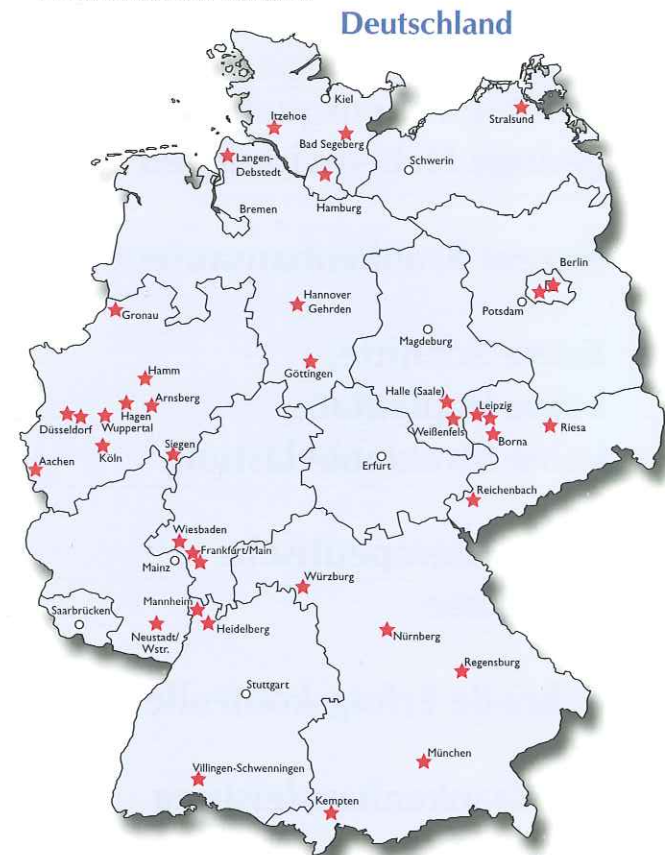 Deutschland
Kiel
Itzehoe
Bad Segeberg
Stralsund
Langen-
Debstedt
Schwerin
Hamburg
Bremen
Berlin
Potsdam
Hannover
Gehrden
Gronau
Magdeburg
Göttingen
Hamm
Halle (Saale)
Leipzig
Arnsberg
Hagen
Düsseldorf
Wuppertal
Weißenfels
Riesa
Borna
Köln
Siegen
Aachen
Erfurt
Reichenbach
Wiesbaden
Frankfurt/Main
Mainz
Würzburg
Mannheim
Saarbrücken
Heidelberg
Neustadt/
Wstr.
Nürnberg
Regensburg
Stuttgart
München
Villingen-Schwenningen
Kempten